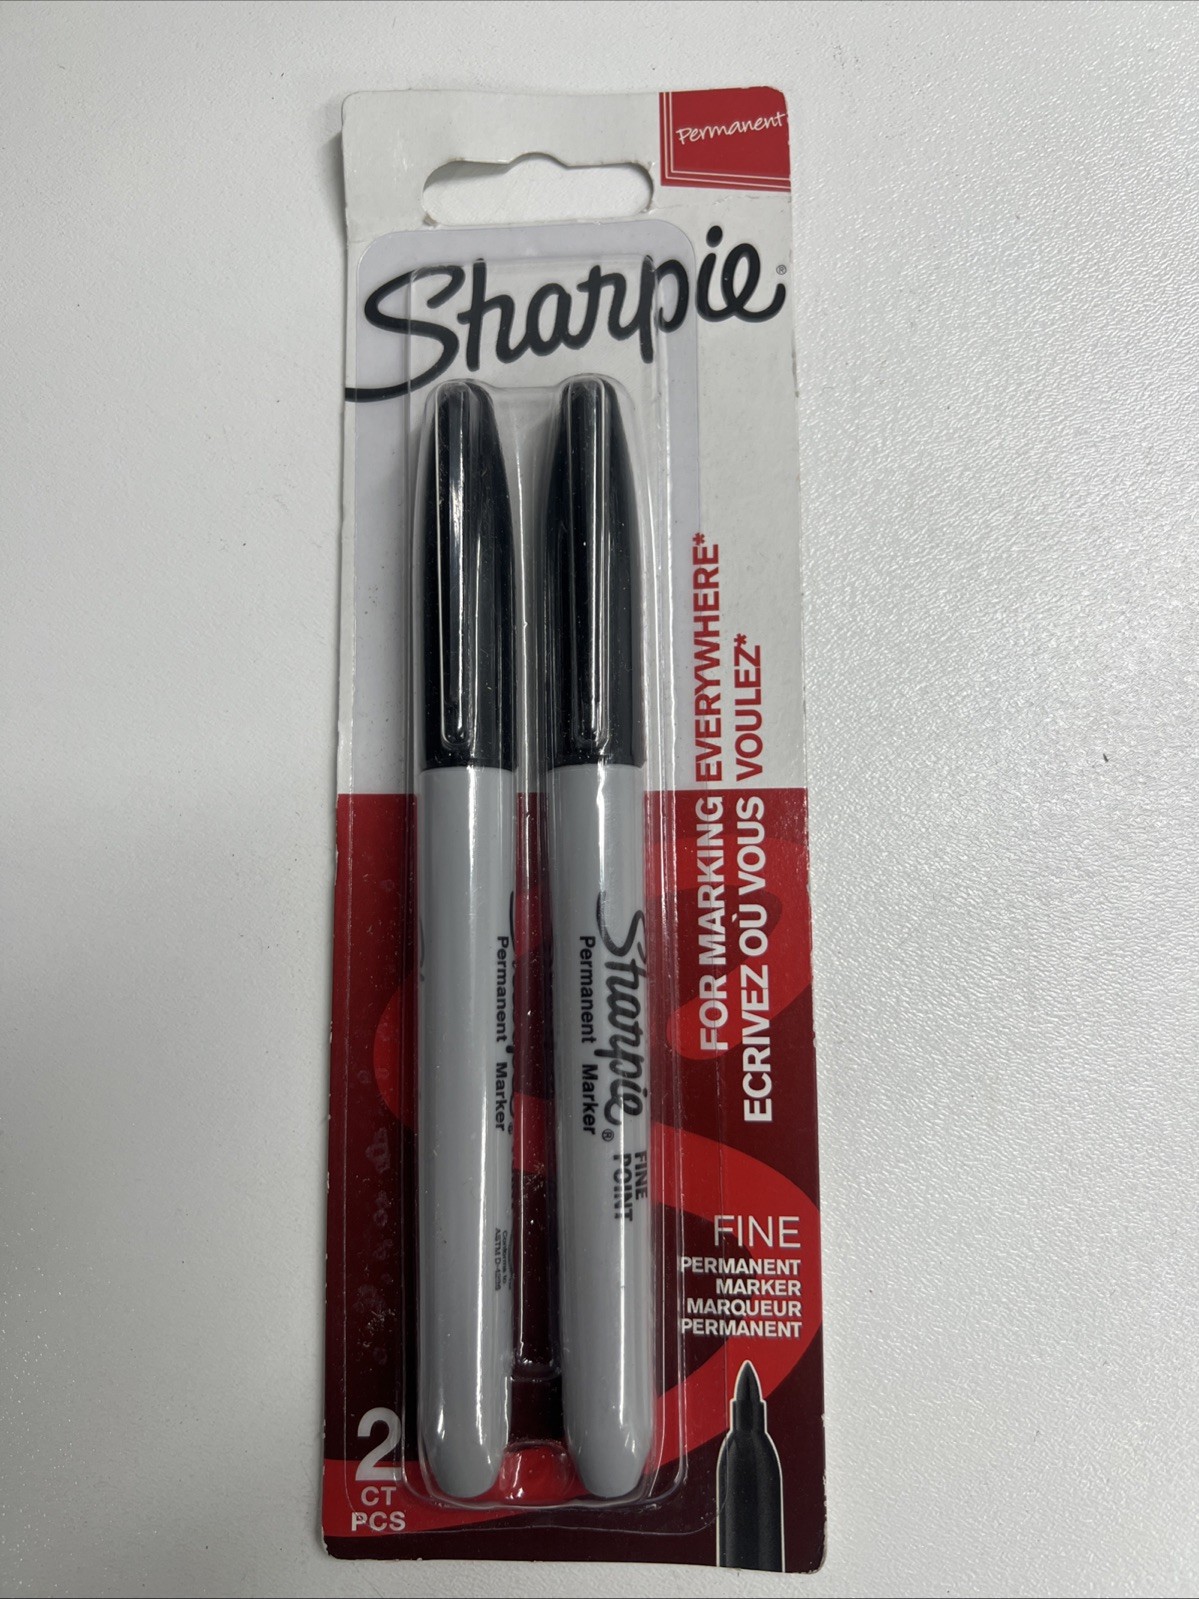 Permanent
Sharpie®
FOR MARKING EVERYWHERE*
ECRIVEZ OÙ VOUS VOULEZ*
Permanent Marker
Sharpie®
Permanent Marker
FINE
POINT
FINE
PERMANENT
MARKER
MARQUEUR
PERMANENT
2
CT
PCS